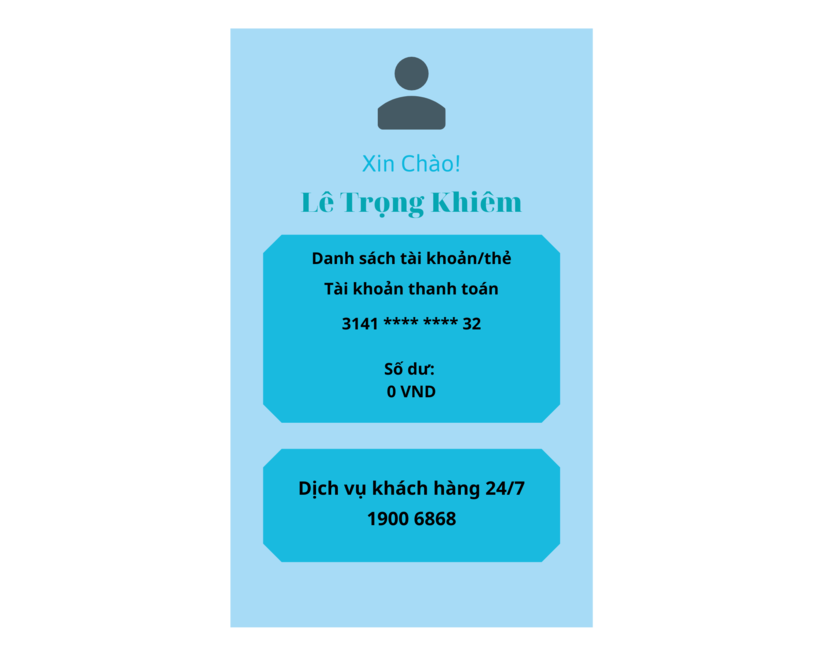 Xin Chào!
Lê Trọng Khiêm
Danh sách tài khoản/thẻ
Tài khoản thanh toán
3141 **** **** 32
Số dư:
0 VND
Dịch vụ khách hàng 24/7
1900 6868